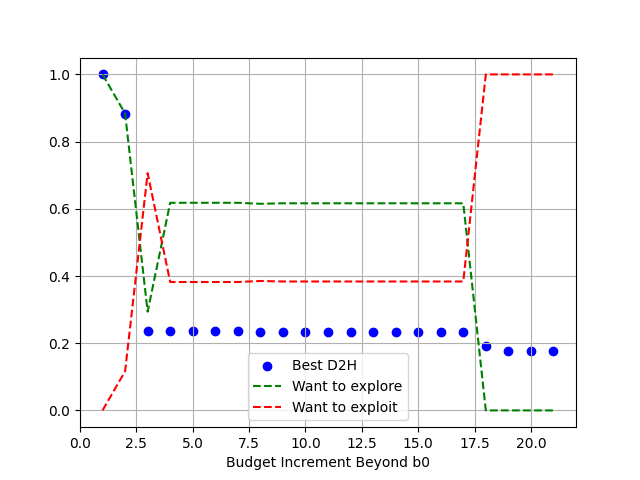 1.0
0.8
0.6
0.4
0.2
0.0
Best D2H
Want to explore
Want to exploit
0.0 2.5 5.0 7.5 10.0 12.5 15.0 17.5 20.0
Budget Increment Beyond b0